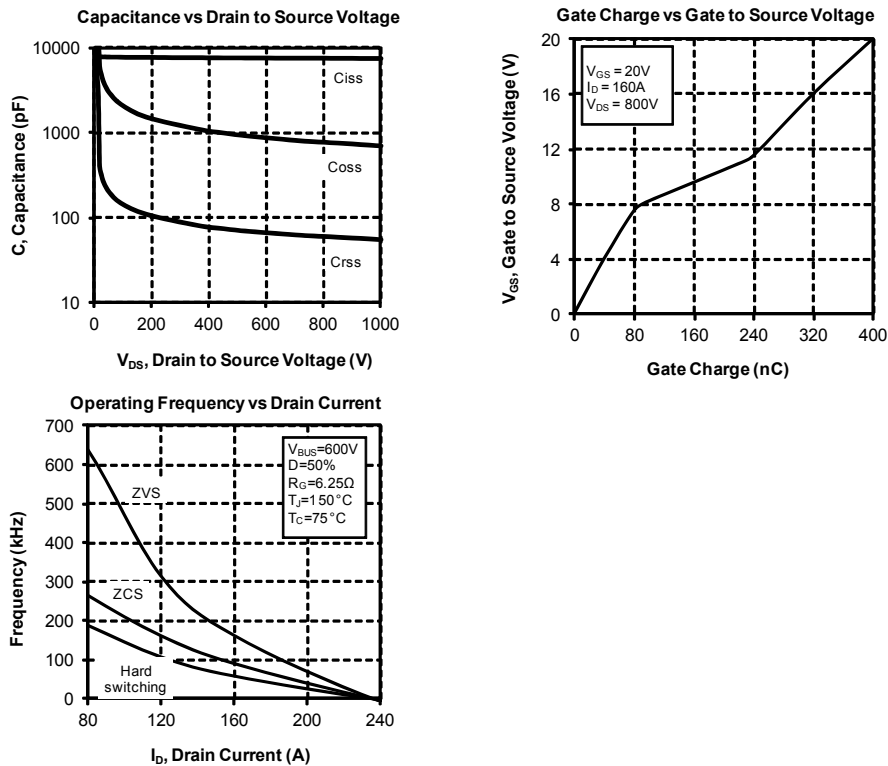 Capacitance vs Drain to Source Voltage
C, Capacitance (pF)
10000
1000
100
10
Ciss
Coss
Crss
0 200 400 600 800 1000
VDS, Drain to Source Voltage (V)
Gate Charge vs Gate to Source Voltage
VGS, Gate to Source Voltage (V)
20
16
12
8
4
0
VGS = 20V
ID = 160A
VDS = 800V
0 80 160 240 320 400
Gate Charge (nC)
Operating Frequency vs Drain Current
Frequency (kHz)
700
600
500
400
300
200
100
0
VBUS=600V
D=50%
RG=6.25Ω
TJ=150°C
TC=75°C
ZVS
ZCS
Hard
switching
80 120 160 200 240
ID, Drain Current (A)